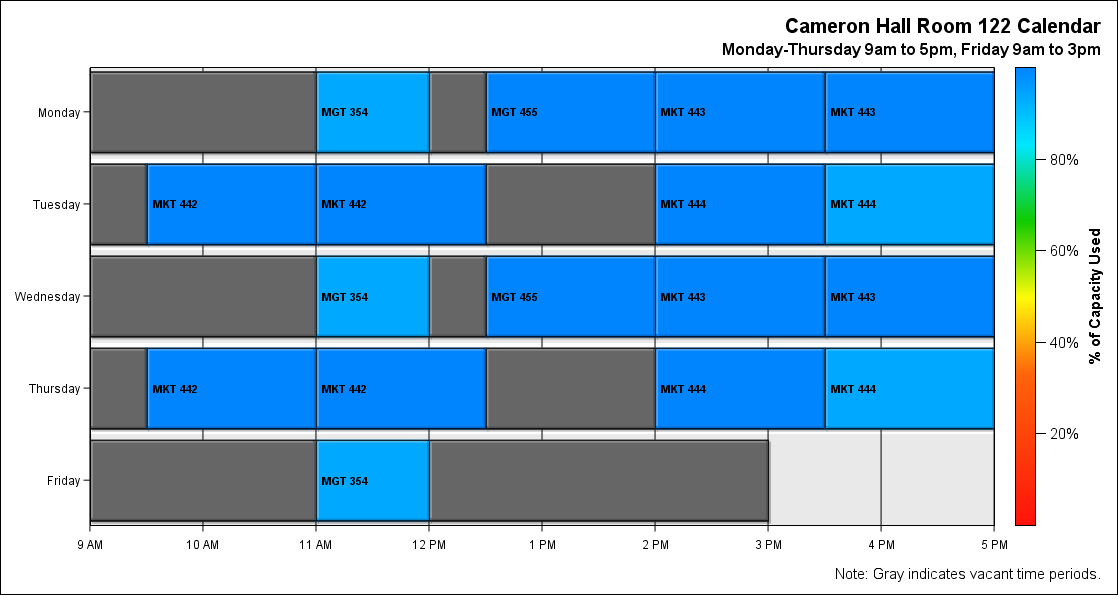 Cameron Hall Room 122 Calendar
Monday-Thursday 9am to 5pm, Friday 9am to 3pm
Monday
MGT 354
MGT 455
MKT 443
MKT 443
Tuesday
MKT 442
MKT 442
MKT 444
MKT 444
Wednesday
MGT 354
MGT 455
MKT 443
MKT 443
Thursday
MKT 442
MKT 442
MKT 444
MKT 444
Friday
MGT 354
9 AM
10 AM
11 AM
12 PM
1 PM
2 PM
3 PM
4 PM
5 PM
80%
60%
40%
20%
% of Capacity Used
Note: Gray indicates vacant time periods.